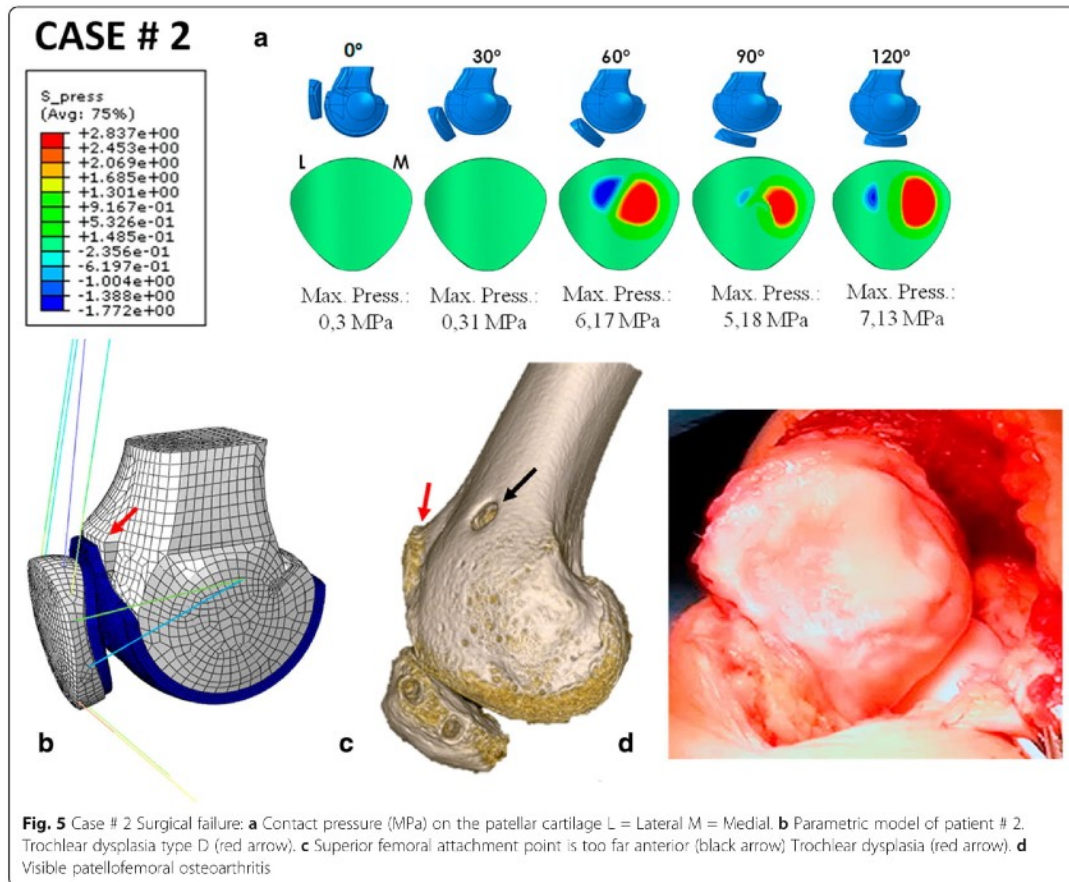 CASE # 2
a
0º
30º
60º
90º
120º
S_press
(Avg: 75%)
+2.837e+00
+2.453e+00
+2.069e+00
+1.685e+00
+1.301e+00
+9.167e-01
+5.326e-01
+1.485e-01
-2.356e-01
-6.197e-01
-1.004e+00
-1.388e+00
-1.772e+00
L
M
Max. Press.:
0,3 MPa
Max. Press.:
0,31 MPa
Max. Press.:
6,17 MPa
Max. Press.:
5,18 MPa
Max. Press.:
7,13 MPa
b
c
d
Fig. 5 Case # 2 Surgical failure: a Contact pressure (MPa) on the patellar cartilage L = Lateral M = Medial. b Parametric model of patient # 2.
Trochlear dysplasia type D (red arrow). c Superior femoral attachment point is too far anterior (black arrow) Trochlear dysplasia (red arrow). d
Visible patellofemoral osteoarthritis